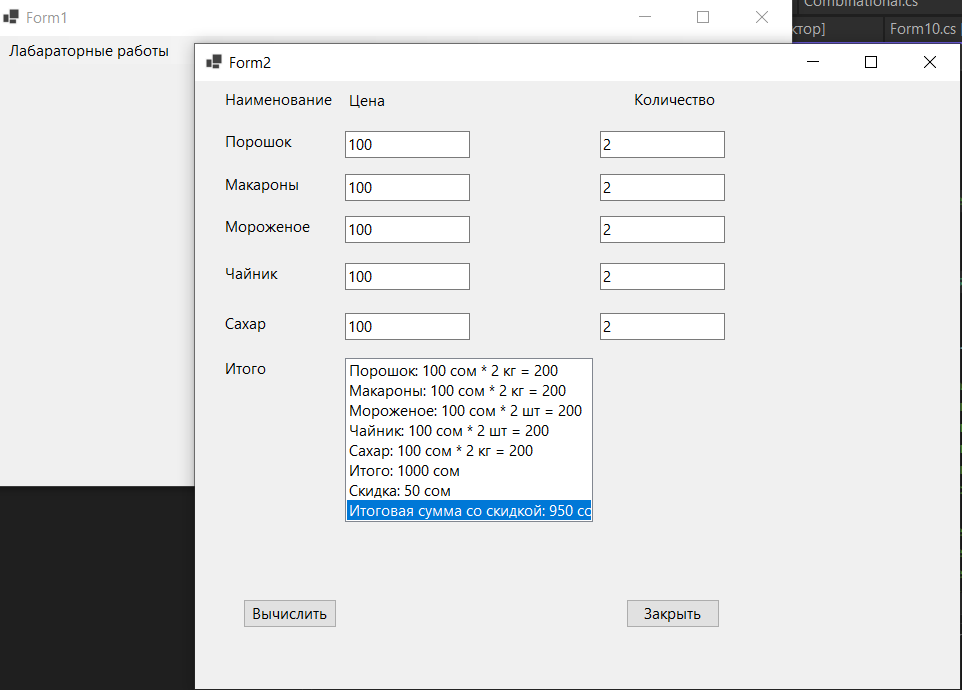 Form1
Combinational.cs
ктор]
Form10.cs
Лабараторные работы
Form2
Наименование Цена Количество
Порошок 100 2
Макароны 100 2
Мороженое 100 2
Чайник 100 2
Сахар 100 2
Итого
Порошок: 100 сом * 2 кг = 200
Макароны: 100 сом * 2 кг = 200
Мороженое: 100 сом * 2 шт = 200
Чайник: 100 сом * 2 шт = 200
Сахар: 100 сом * 2 кг = 200
Итого: 1000 сом
Скидка: 50 сом
Итоговая сумма со скидкой: 950 со
Вычислить Закрыть